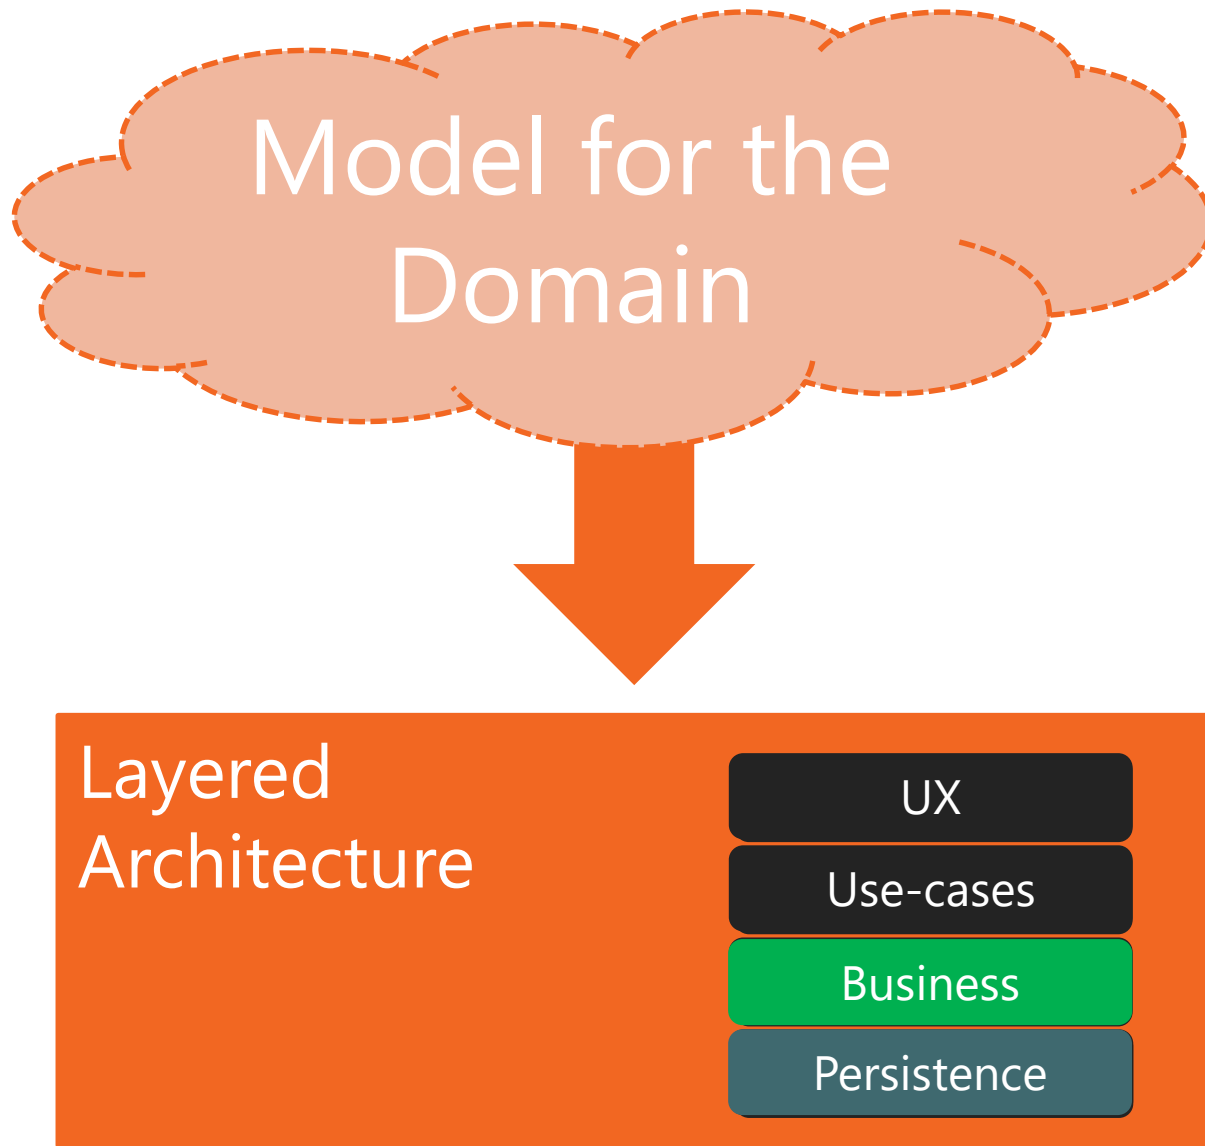 Model for the
Domain
Layered
Architecture
UX
Use-cases
Business
Persistence